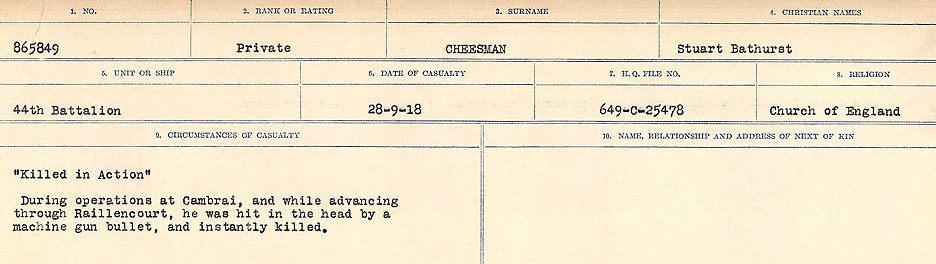 1. NO. 2. RANK OR RATING 3. SURNAME 4. CHRISTIAN NAMES
865849 Private CHEESMAN Stuart Bathurst
5. UNIT OR SHIP 6. DATE OF CASUALTY 7. H.Q. FILE NO. 8. RELIGION
44th Battalion 28-9-18 649-C-25478 Church of England
9. CIRCUMSTANCES OF CASUALTY 10. NAME, RELATIONSHIP AND ADDRESS OF NEXT OF KIN
"Killed in Action"
During operations at Cambrai, and while advancing
through Raillencourt, he was hit in the head by a
machine gun bullet, and instantly killed.